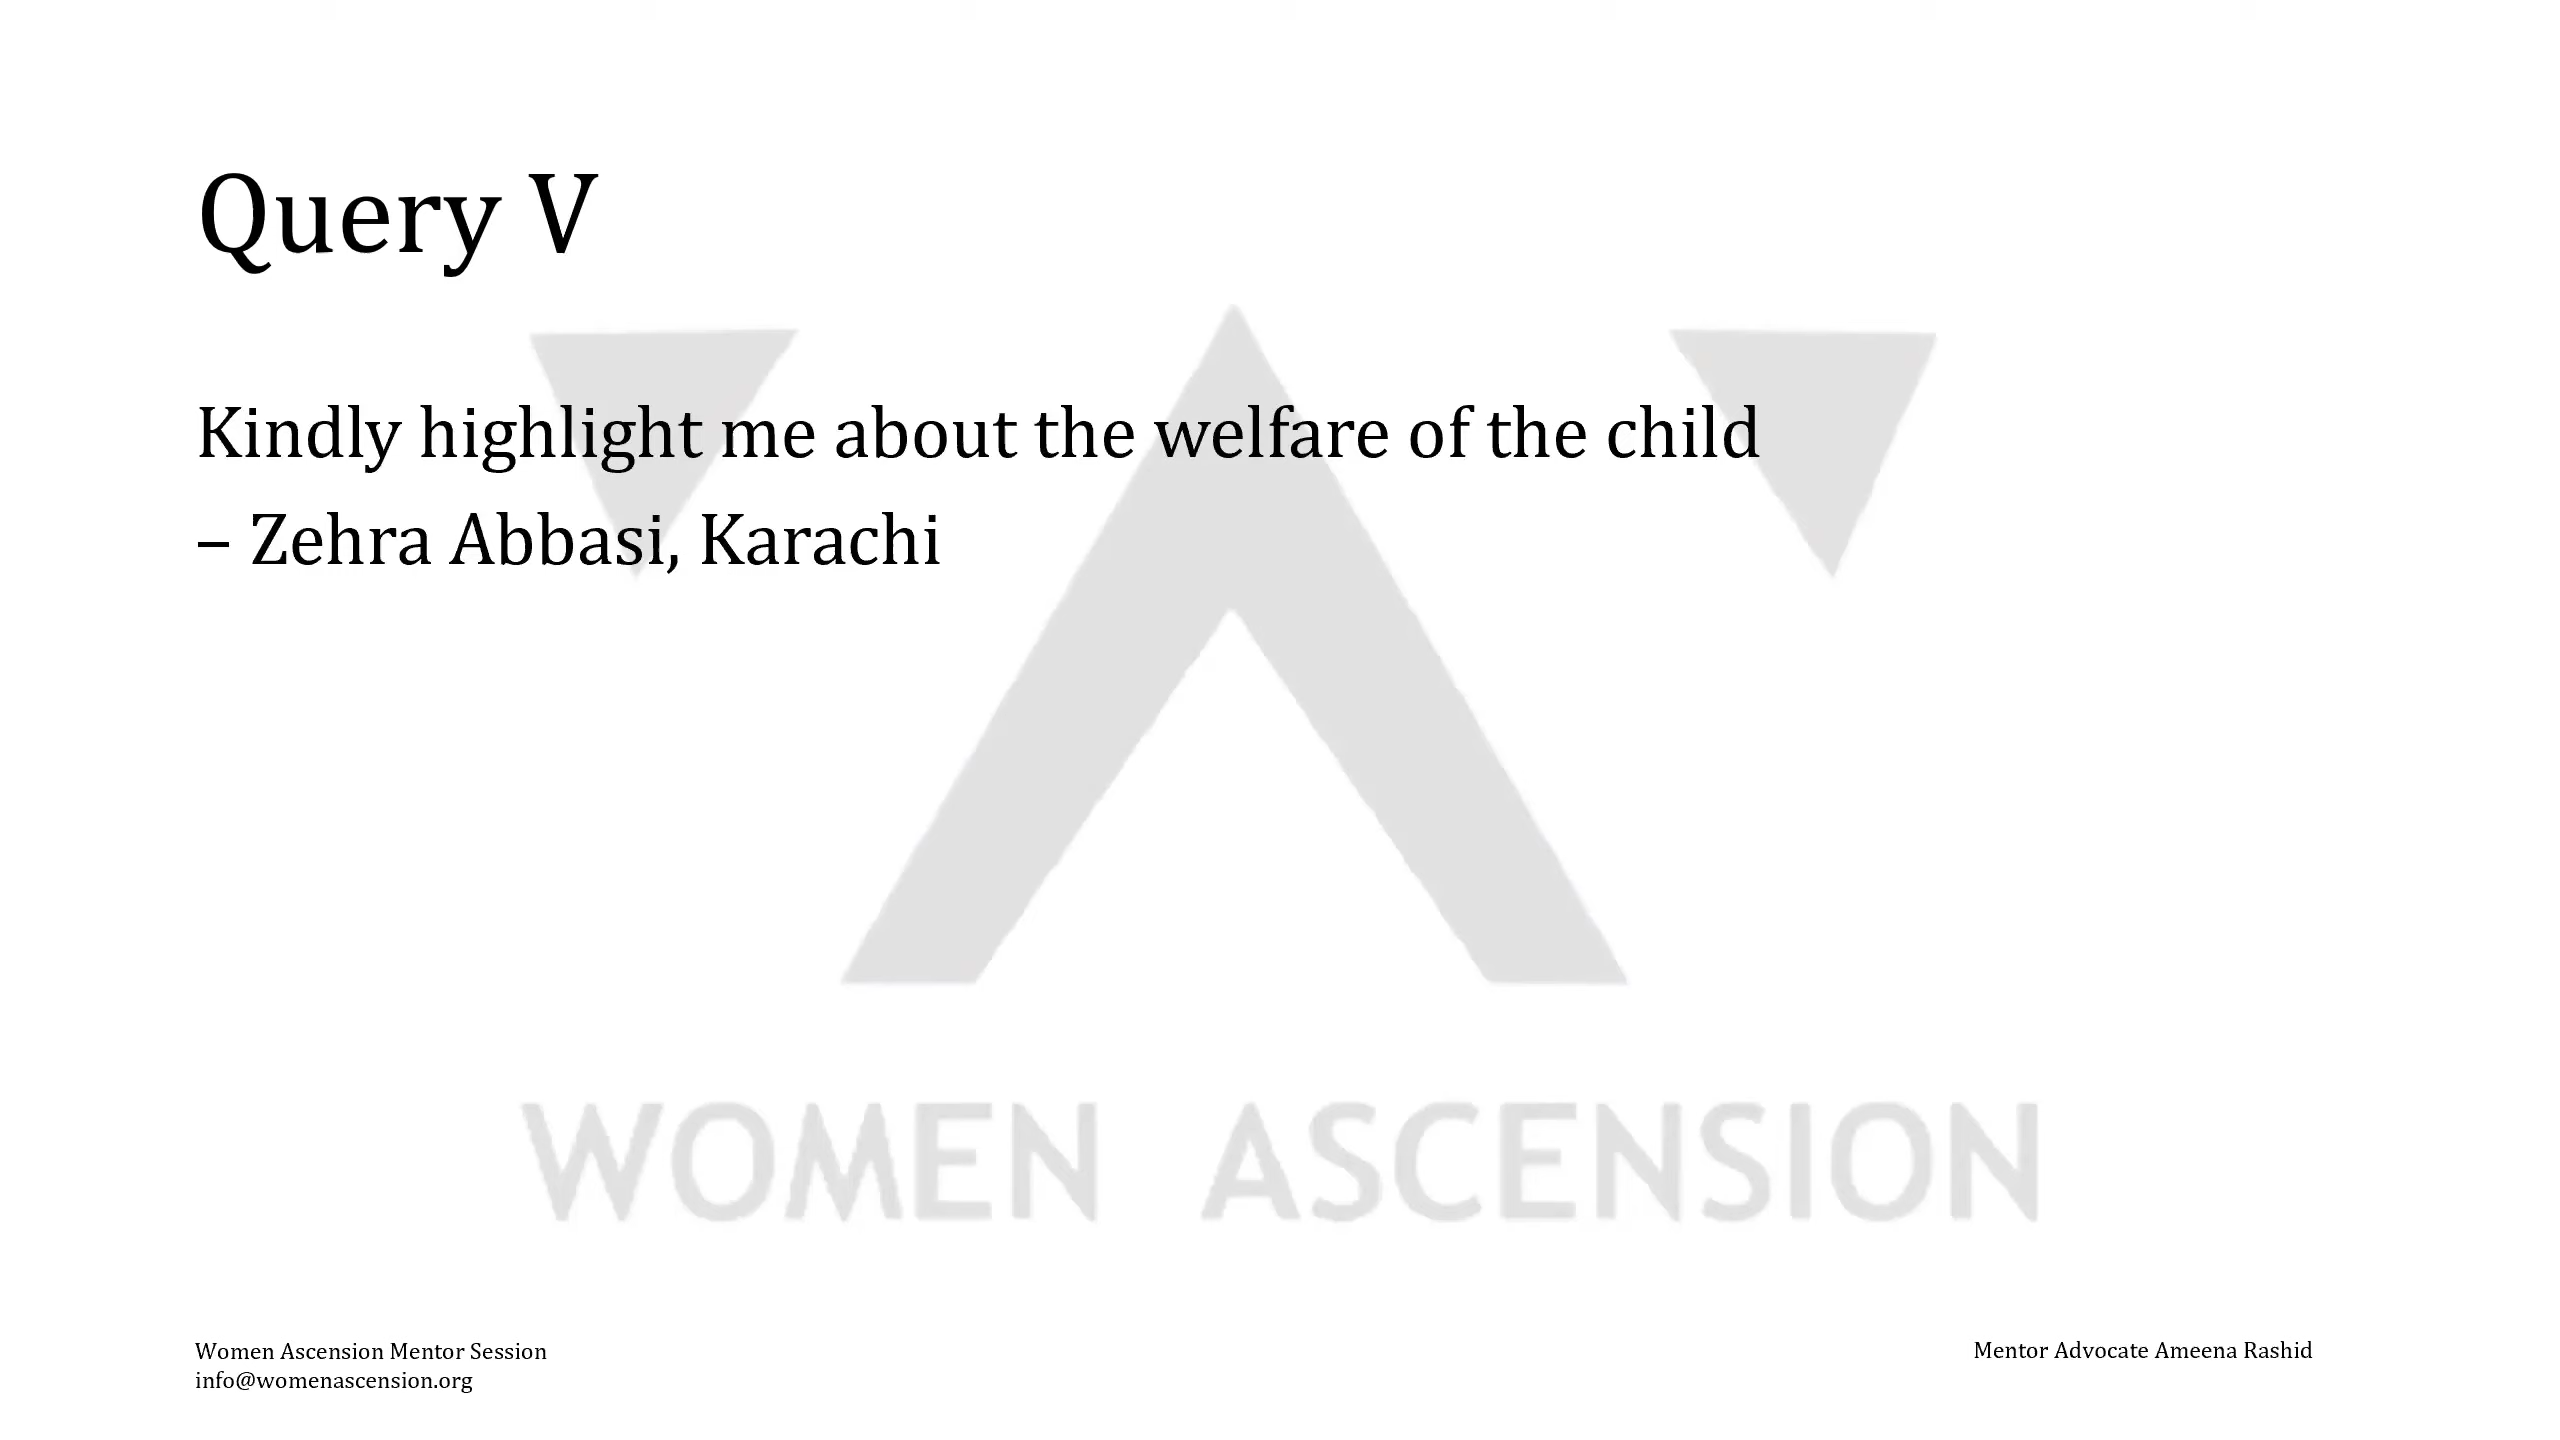 Query V
Kindly highlight me about the welfare of the child
– Zehra Abbasi, Karachi
WOMEN ASCENSION
Women Ascension Mentor Session
info@womenascension.org
Mentor Advocate Ameena Rashid